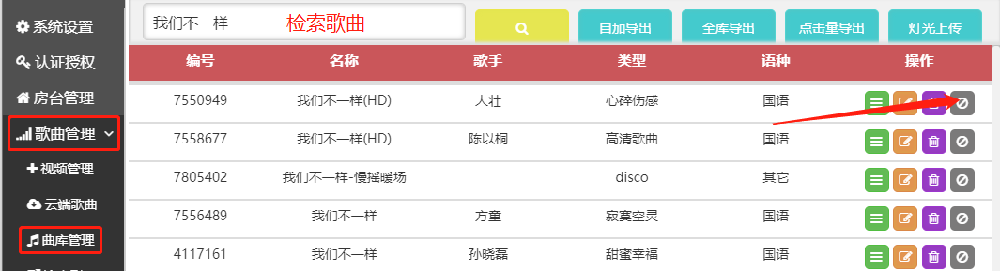 系统设置
认证授权
房台管理
歌曲管理
视频管理
云端歌曲
曲库管理
我们不一样 检索歌曲 自加导出 全库导出 点击量导出 灯光上传
编号 名称 歌手 类型 语种 操作
7550949 我们不一样(HD) 大壮 心碎伤感 国语
7558677 我们不一样(HD) 陈以桐 高清歌曲 国语
7805402 我们不一样-慢摇暖场 disco 其它
7556489 我们不一样 方童 寂寞空灵 国语
4117161 我们不一样 孙晓磊 甜蜜幸福 国语